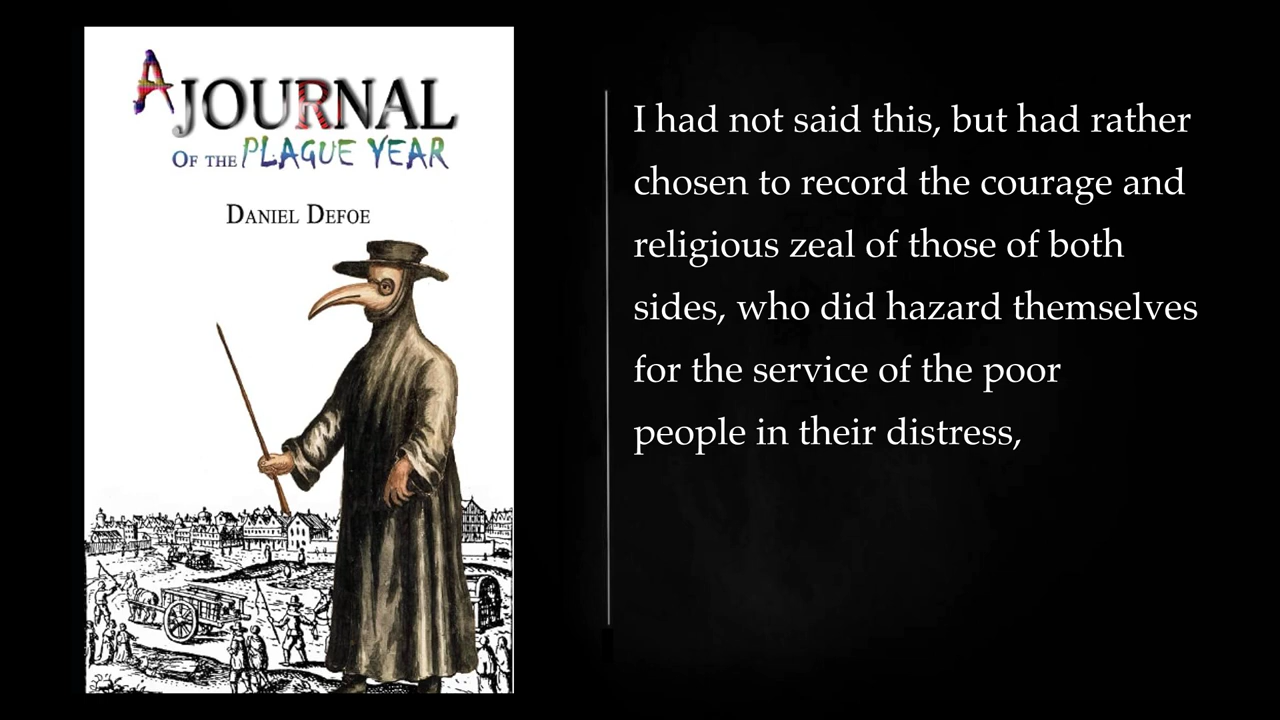 A JOURNAL
OF THE PLAGUE YEAR
DANIEL DEFOE
I had not said this, but had rather
chosen to record the courage and
religious zeal of those of both
sides, who did hazard themselves
for the service of the poor
people in their distress,